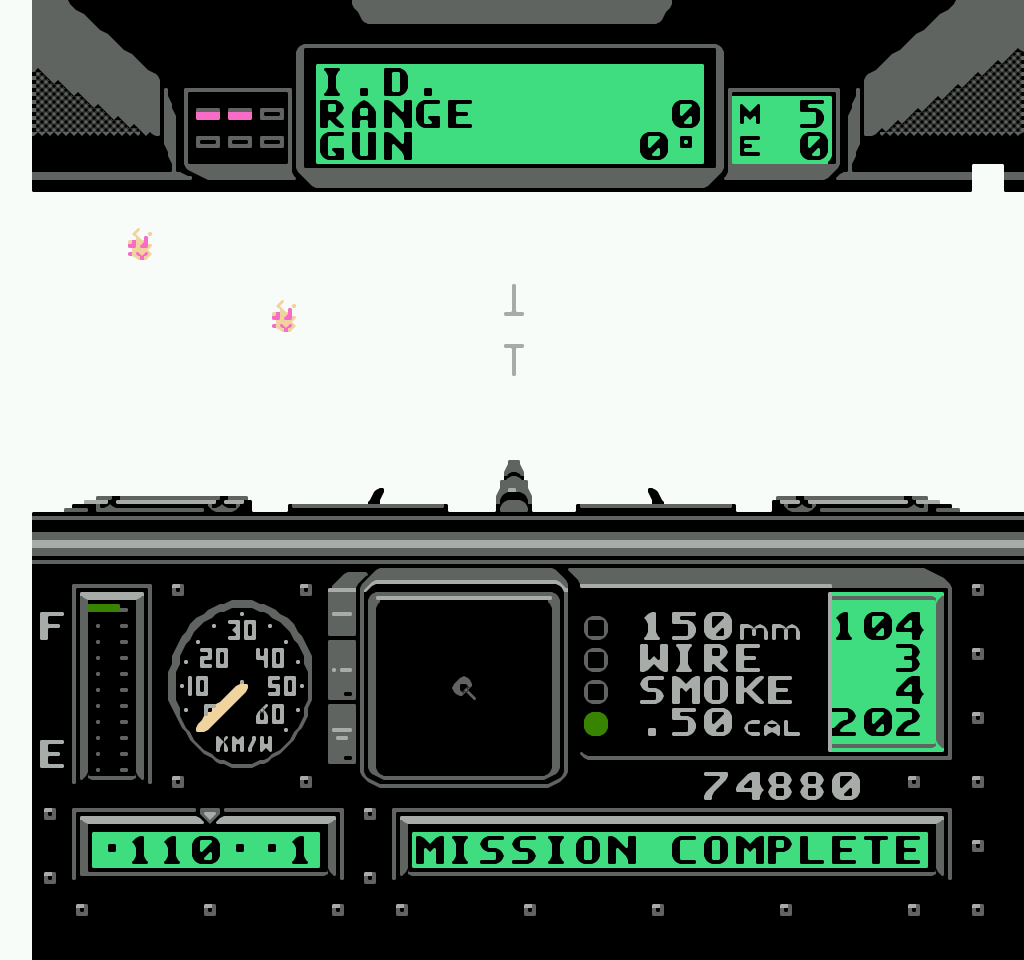 I.D.
RANGE 0
GUN 0°
M 5
E 0
F
E
30
20 40
10 50
0 60
KM/W
150mm 104
WIRE 3
SMOKE 4
.50 CAL 202
74880
·110··1
MISSION COMPLETE